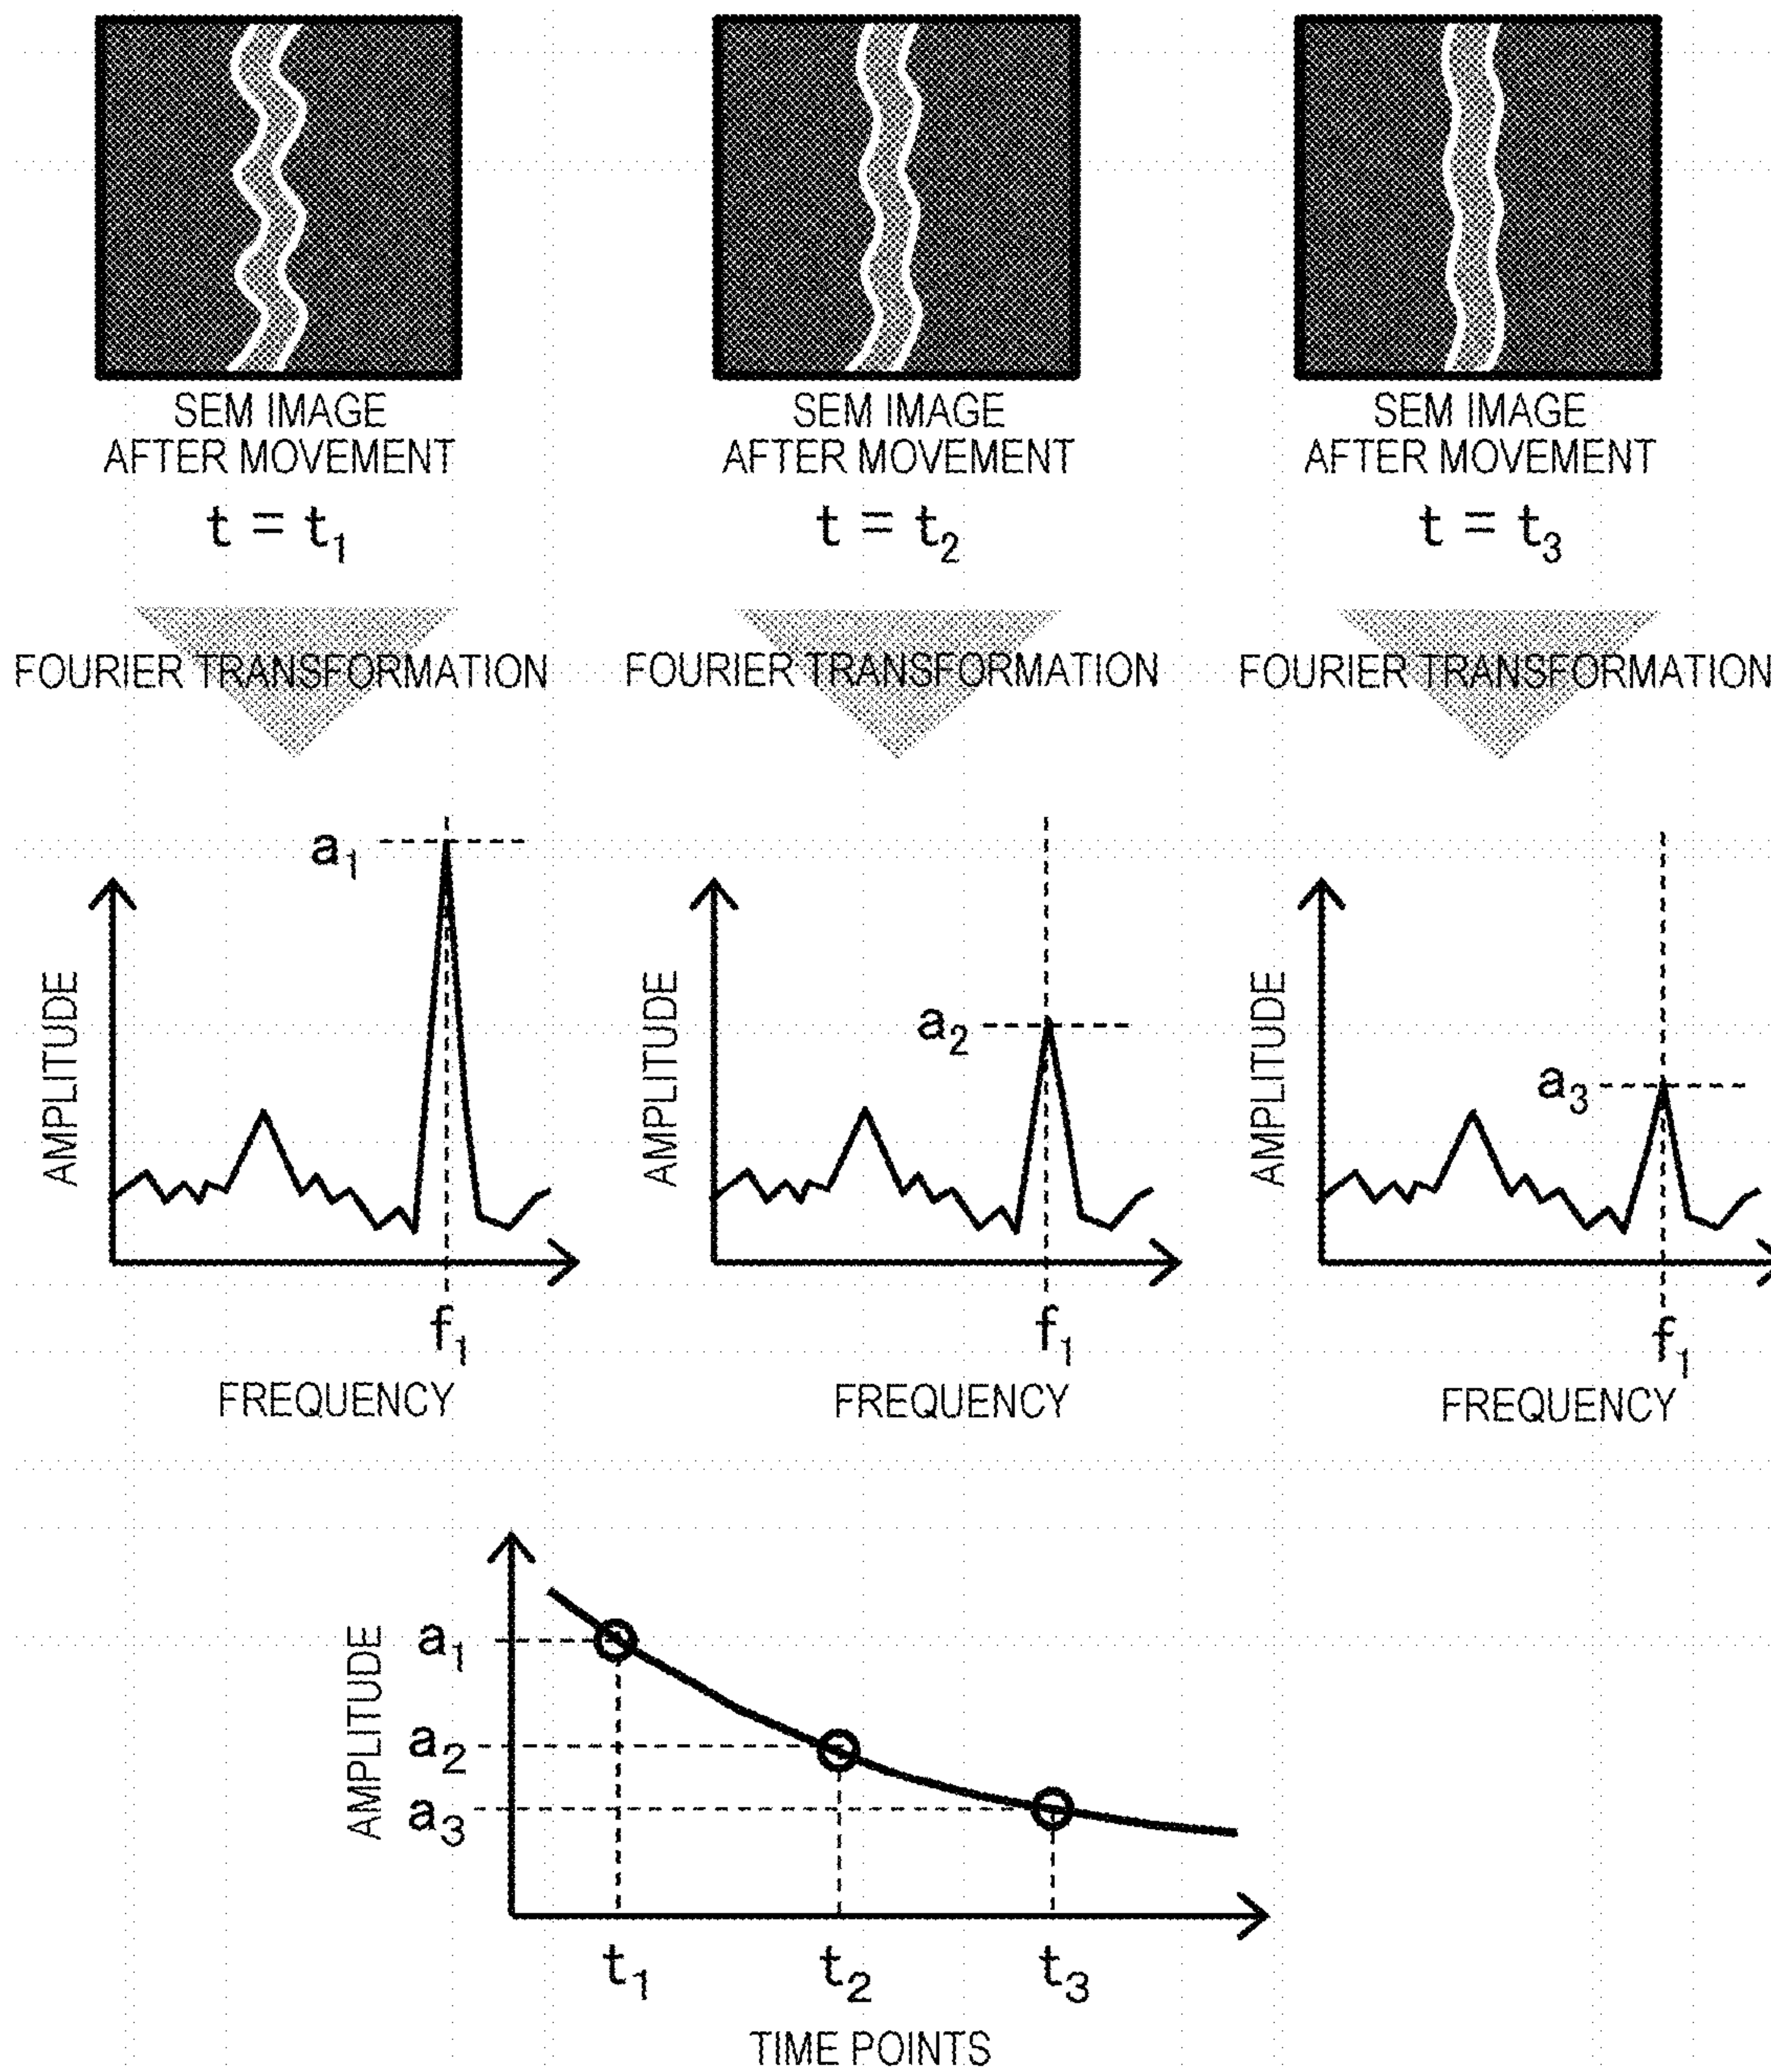 SEM IMAGE
AFTER MOVEMENT
t = t₁
SEM IMAGE
AFTER MOVEMENT
t = t₂
SEM IMAGE
AFTER MOVEMENT
t = t₃
FOURIER TRANSFORMATION
FOURIER TRANSFORMATION
FOURIER TRANSFORMATION
a₁
AMPLITUDE
f₁
FREQUENCY
a₂
AMPLITUDE
f₁
FREQUENCY
a₃
AMPLITUDE
f₁
FREQUENCY
AMPLITUDE
a₁
a₂
a₃
t₁ t₂ t₃
TIME POINTS